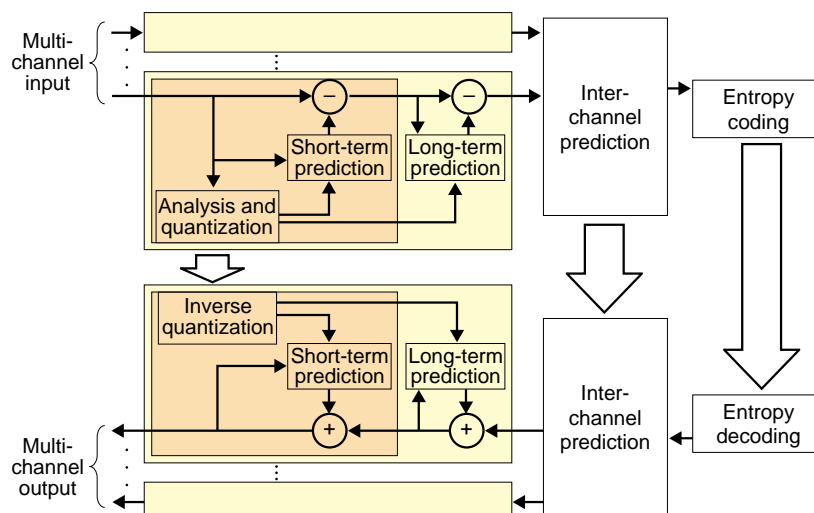 Multi-
channel
input
−
−
Short-term
prediction
Long-term
prediction
Analysis and
quantization
Inter-
channel
prediction
Entropy
coding
Inverse
quantization
Short-term
prediction
Long-term
prediction
+
+
Inter-
channel
prediction
Entropy
decoding
Multi-
channel
output